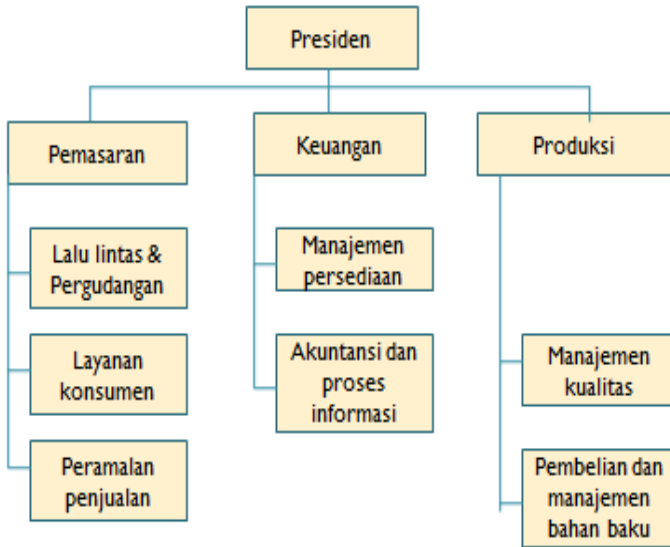 Presiden
Pemasaran
Keuangan
Produksi
Lalu lintas &
Pergudangan
Layanan
konsumen
Peramalan
penjualan
Manajemen
persediaan
Akuntansi dan
proses
informasi
Manajemen
kualitas
Pembelian dan
manajemen
bahan baku